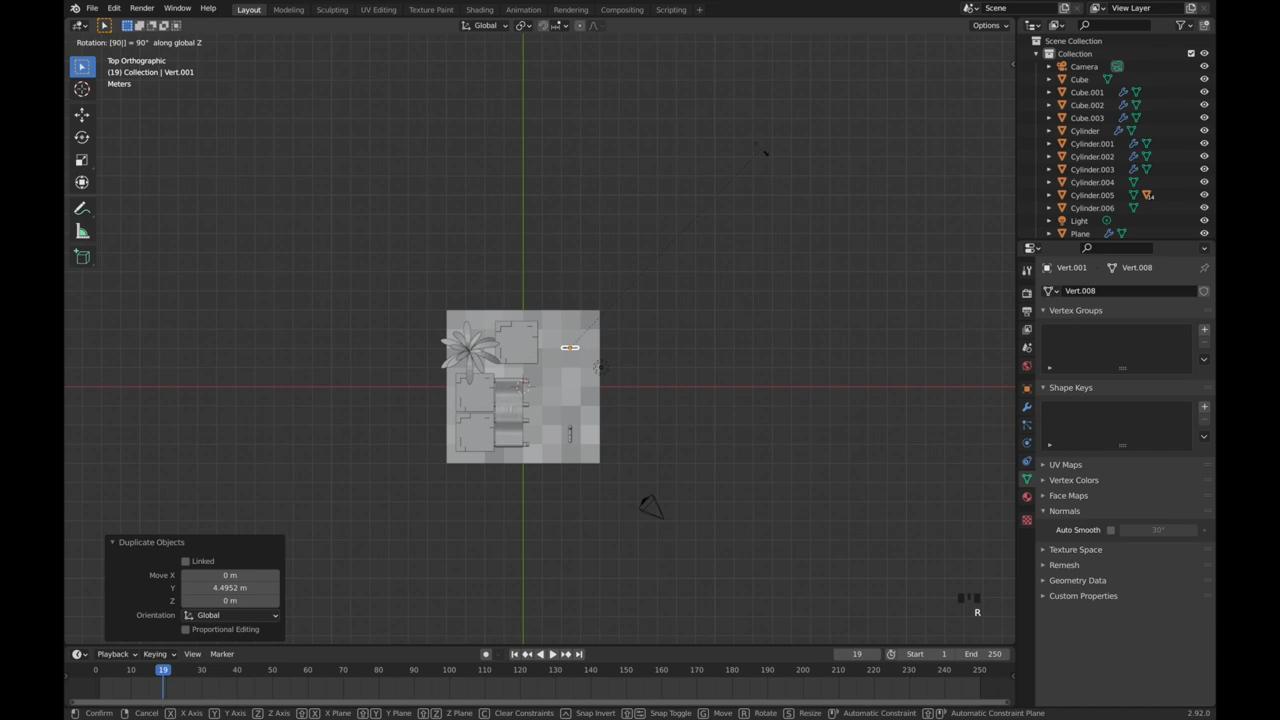 File Edit Render Window Help Layout Modeling Sculpting UV Editing Texture Paint Shading Animation Rendering Compositing Scripting + Scene View Layer
Global Options
Rotation: [90|] = 90° along global Z
Top Orthographic
(19) Collection | Vert.001
Meters
Scene Collection
Collection
Camera
Cube
Cube.001
Cube.002
Cube.003
Cylinder
Cylinder.001
Cylinder.002
Cylinder.003
Cylinder.004
Cylinder.005 14
Cylinder.006
Light
Plane
Vert.001 Vert.008
Vert.008
Vertex Groups
Shape Keys
UV Maps
Vertex Colors
Face Maps
Normals
Auto Smooth 30°
Texture Space
Remesh
Geometry Data
Custom Properties
Duplicate Objects
Linked
Move X 0 m
Y 4.4952 m
Z 0 m
Orientation Global
Proportional Editing
R
Playback Keying View Marker 19 Start 1 End 250
0 10 19 30 40 50 60 70 80 90 100 110 120 130 140 150 160 170 180 190 200 210 220 230 240 250
Confirm Cancel X X Axis Y Y Axis Z Z Axis X X Plane Y Y Plane Z Z Plane C Clear Constraints Snap Invert Snap Toggle G Move R Rotate S Resize Automatic Constraint Automatic Constraint Plane 2.92.0